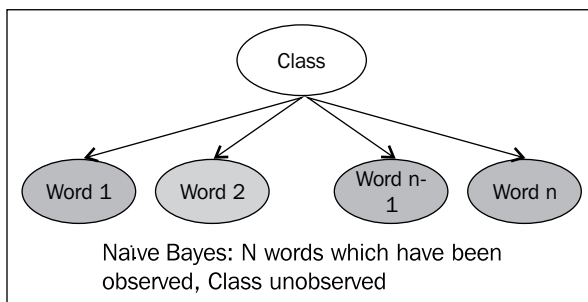 Class
Word 1
Word 2
Word n-
1
Word n
Naïve Bayes: N words which have been
observed, Class unobserved